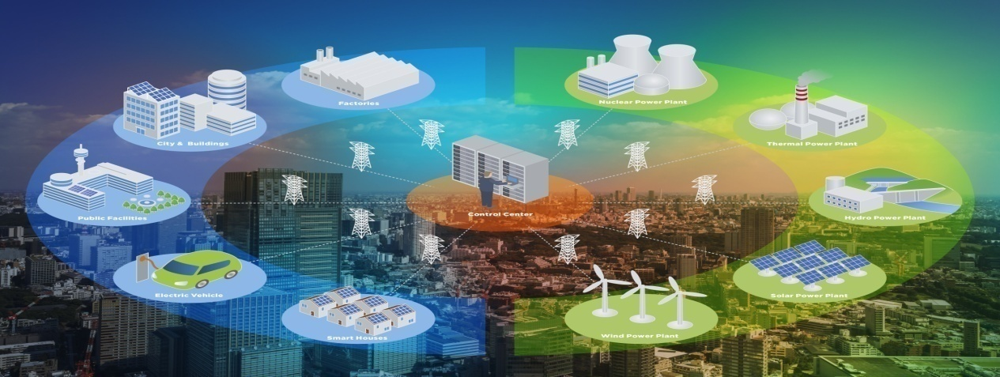 Factories
Nuclear Power Plant
City & Buildings
Thermal Power Plant
Public Facilities
Control Center
Hydro Power Plant
Electric Vehicle
Solar Power Plant
Smart Houses
Wind Power Plant